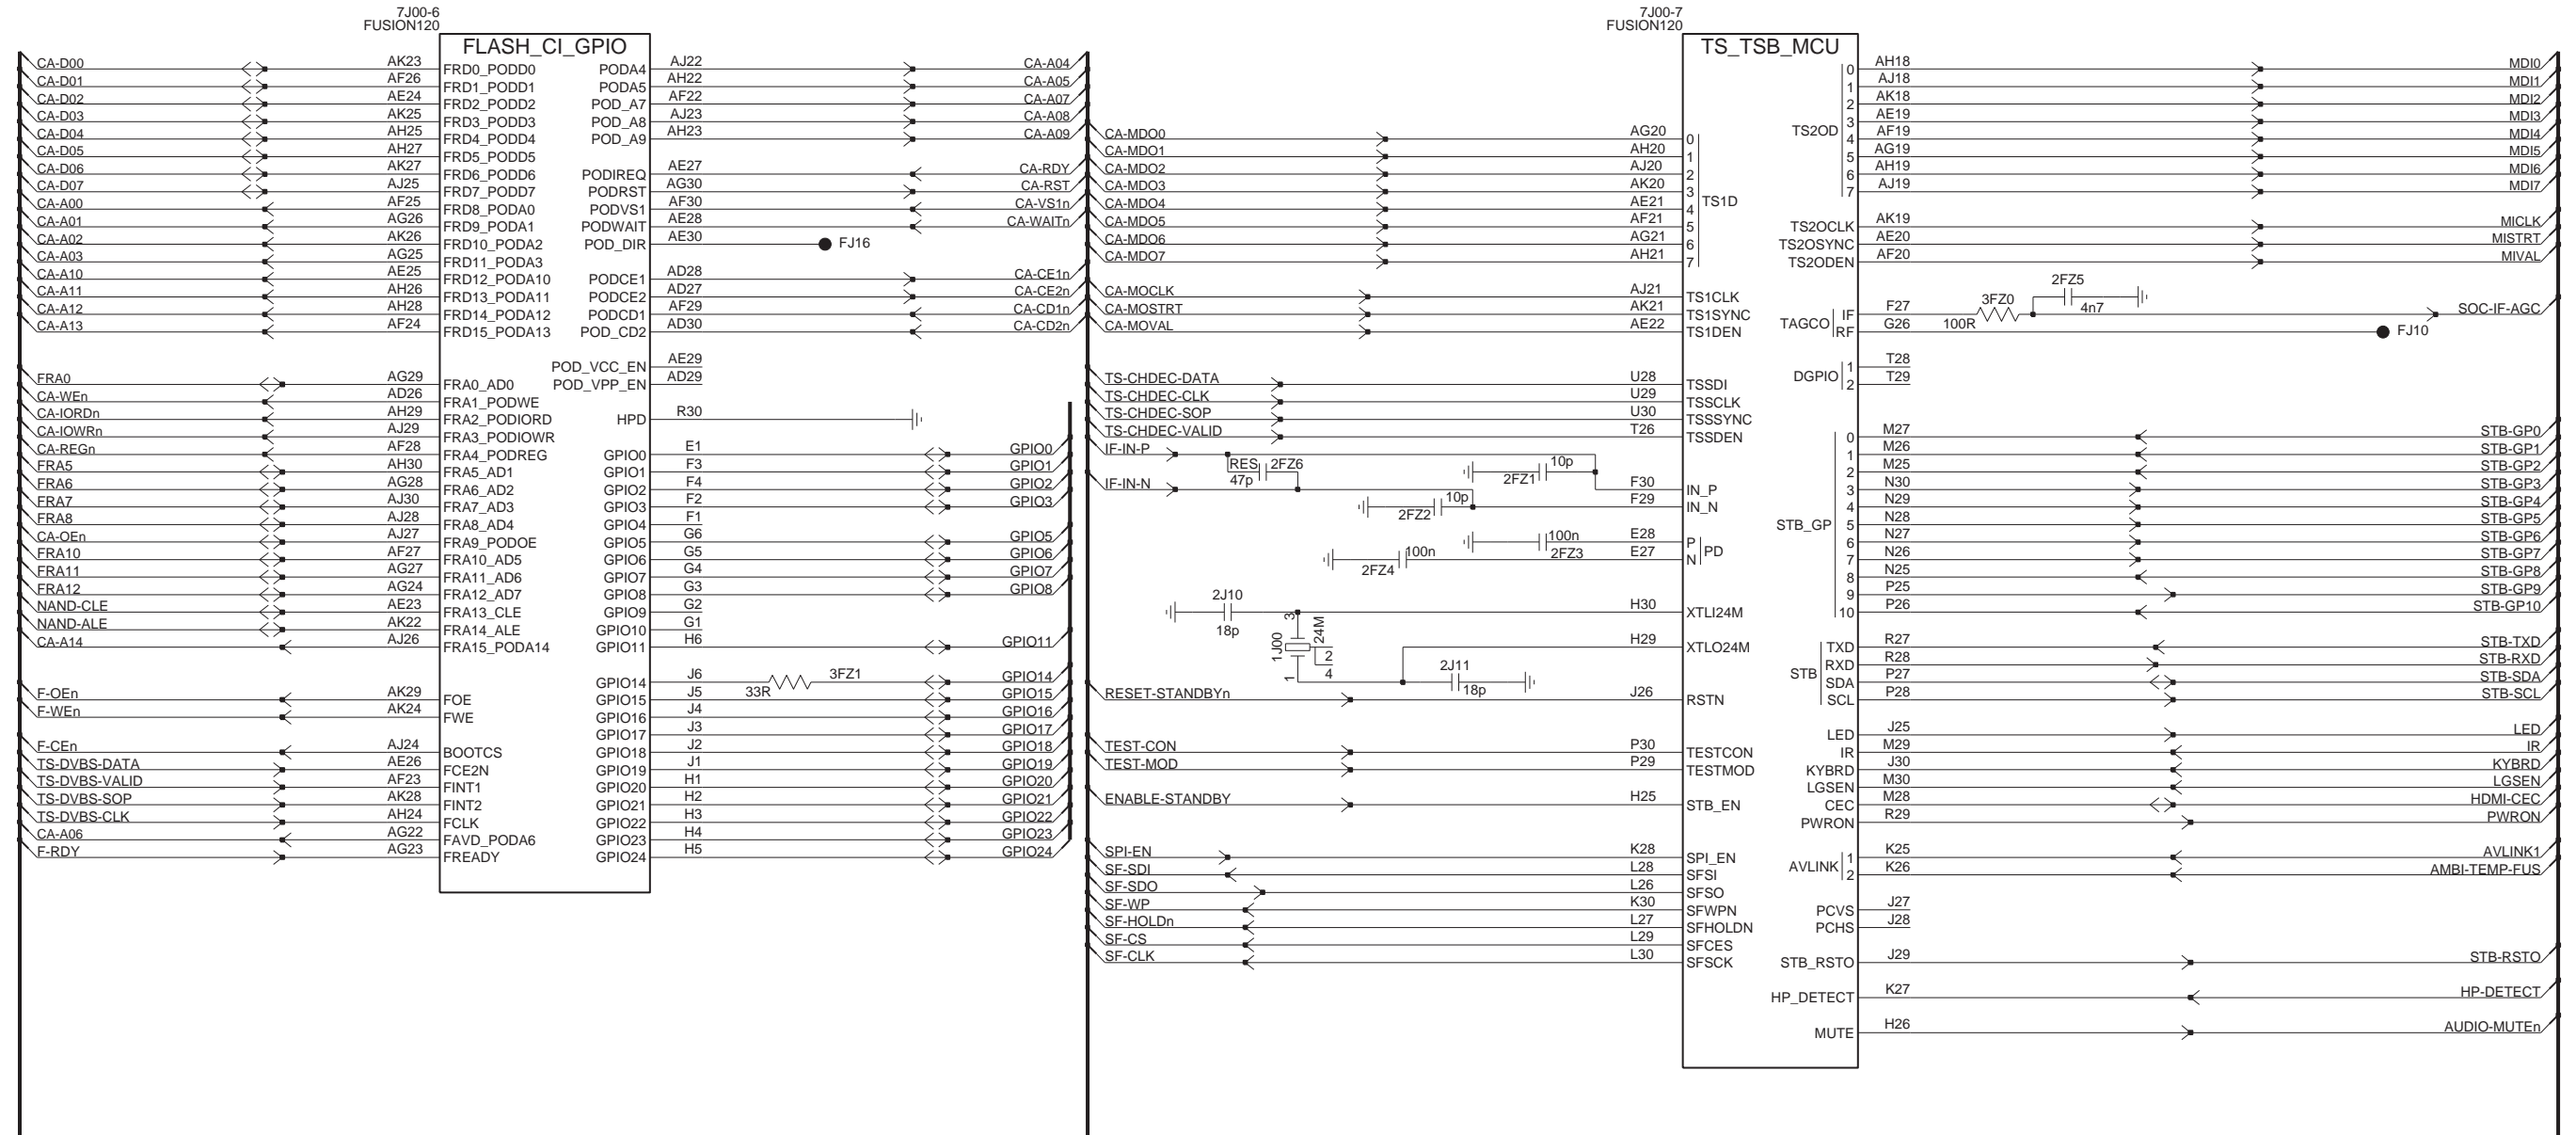 7J00-6
FUSION120
FLASH_CI_GPIO
CA-D00 AK23 FRD0_PODD0
CA-D01 AF26 FRD1_PODD1
CA-D02 AE24 FRD2_PODD2
CA-D03 AK25 FRD3_PODD3
CA-D04 AH25 FRD4_PODD4
CA-D05 AH27 FRD5_PODD5
CA-D06 AK27 FRD6_PODD6
CA-D07 AJ25 FRD7_PODD7
CA-A00 AF25 FRD8_PODA0
CA-A01 AG26 FRD9_PODA1
CA-A02 AK26 FRD10_PODA2
CA-A03 AG25 FRD11_PODA3
CA-A10 AE25 FRD12_PODA10
CA-A11 AH26 FRD13_PODA11
CA-A12 AH28 FRD14_PODA12
CA-A13 AF24 FRD15_PODA13
FRA0 AG29 FRA0_AD0
CA-WEn AD26 FRA1_PODWE
CA-IORDn AH29 FRA2_PODIORD
CA-IOWRn AJ29 FRA3_PODIOWR
CA-REGn AF28 FRA4_PODREG
FRA5 AH30 FRA5_AD1
FRA6 AG28 FRA6_AD2
FRA7 AJ30 FRA7_AD3
FRA8 AJ28 FRA8_AD4
CA-OEn AJ27 FRA9_PODOE
FRA10 AF27 FRA10_AD5
FRA11 AG27 FRA11_AD6
FRA12 AG24 FRA12_AD7
NAND-CLE AE23 FRA13_CLE
NAND-ALE AK22 FRA14_ALE
CA-A14 AJ26 FRA15_PODA14
F-OEn AK29 FOE
F-WEn AK24 FWE
F-CEn AJ24 BOOTCS
TS-DVBS-DATA AE26 FCE2N
TS-DVBS-VALID AF23 FINT1
TS-DVBS-SOP AK28 FINT2
TS-DVBS-CLK AH24 FCLK
CA-A06 AG22 FAVD_PODA6
F-RDY AG23 FREADY
PODA4 AJ22 CA-A04
PODA5 AH22 CA-A05
POD_A7 AF22 CA-A07
POD_A8 AJ23 CA-A08
POD_A9 AH23 CA-A09
PODIREQ AE27 CA-RDY
PODRST AG30 CA-RST
PODVS1 AF30 CA-VS1n
PODWAIT AE28 CA-WAITn
POD_DIR AE30 FJ16
PODCE1 AD28 CA-CE1n
PODCE2 AD27 CA-CE2n
PODCD1 AF29 CA-CD1n
POD_CD2 AD30 CA-CD2n
POD_VCC_EN AE29
POD_VPP_EN AD29
HPD R30
GPIO0 E1 GPIO0
GPIO1 F3 GPIO1
GPIO2 F4 GPIO2
GPIO3 F2 GPIO3
GPIO4 F1
GPIO5 G6 GPIO5
GPIO6 G5 GPIO6
GPIO7 G4 GPIO7
GPIO8 G3 GPIO8
GPIO9 G2
GPIO10 G1
GPIO11 H6 GPIO11
GPIO14 J6 33R 3FZ1 GPIO14
GPIO15 J5 GPIO15
GPIO16 J4 GPIO16
GPIO17 J3 GPIO17
GPIO18 J2 GPIO18
GPIO19 J1 GPIO19
GPIO20 H1 GPIO20
GPIO21 H2 GPIO21
GPIO22 H3 GPIO22
GPIO23 H4 GPIO23
GPIO24 H5 GPIO24
7J00-7
FUSION120
TS_TSB_MCU
CA-MDO0 AG20 0
CA-MDO1 AH20 1
CA-MDO2 AJ20 2
CA-MDO3 AK20 3
TS1D
CA-MDO4 AE21 4
CA-MDO5 AF21 5
CA-MDO6 AG21 6
CA-MDO7 AH21 7
CA-MOCLK AJ21 TS1CLK
CA-MOSTRT AK21 TS1SYNC
CA-MOVAL AE22 TS1DEN
TS-CHDEC-DATA U28 TSSDI
TS-CHDEC-CLK U29 TSSCLK
TS-CHDEC-SOP U30 TSSSYNC
TS-CHDEC-VALID T26 TSSDEN
IF-IN-P
RES 2FZ6 10p
47p 2FZ1
IF-IN-N F30 IN_P
10p F29 IN_N
2FZ2
100n E28 P
PD
100n 2FZ3 E27 N
2FZ4
2J10 H30 XTLI24M
18p
3
1J00 24M
2
4
1
H29 XTLO24M
2J11
18p
RESET-STANDBYn J26 RSTN
TEST-CON P30 TESTCON
TEST-MOD P29 TESTMOD
ENABLE-STANDBY H25 STB_EN
SPI-EN K28 SPI_EN
SF-SDI L28 SFSI
SF-SDO L26 SFSO
SF-WP K30 SFWPN
SF-HOLDn L27 SFHOLDN
SF-CS L29 SFCES
SF-CLK L30 SFSCK
0 AH18 MDI0
1 AJ18 MDI1
2 AK18 MDI2
3 AE19 MDI3
TS2OD
4 AF19 MDI4
5 AG19 MDI5
6 AH19 MDI6
7 AJ19 MDI7
TS2OCLK AK19 MICLK
TS2OSYNC AE20 MISTRT
TS2ODEN AF20 MIVAL
2FZ5
4n7
IF F27 3FZ0 SOC-IF-AGC
TAGCO
RF G26 100R FJ10
1 T28
DGPIO
2 T29
0 M27 STB-GP0
1 M26 STB-GP1
2 M25 STB-GP2
3 N30 STB-GP3
4 N29 STB-GP4
STB_GP 5 N28 STB-GP5
6 N27 STB-GP6
7 N26 STB-GP7
8 N25 STB-GP8
9 P25 STB-GP9
10 P26 STB-GP10
TXD R27 STB-TXD
RXD R28 STB-RXD
STB
SDA P27 STB-SDA
SCL P28 STB-SCL
LED J25 LED
IR M29 IR
KYBRD J30 KYBRD
LGSEN M30 LGSEN
CEC M28 HDMI-CEC
PWRON R29 PWRON
1 K25 AVLINK1
AVLINK
2 K26 AMBI-TEMP-FUS
PCVS J27
PCHS J28
STB_RSTO J29 STB-RSTO
HP_DETECT K27 HP-DETECT
MUTE H26 AUDIO-MUTEn